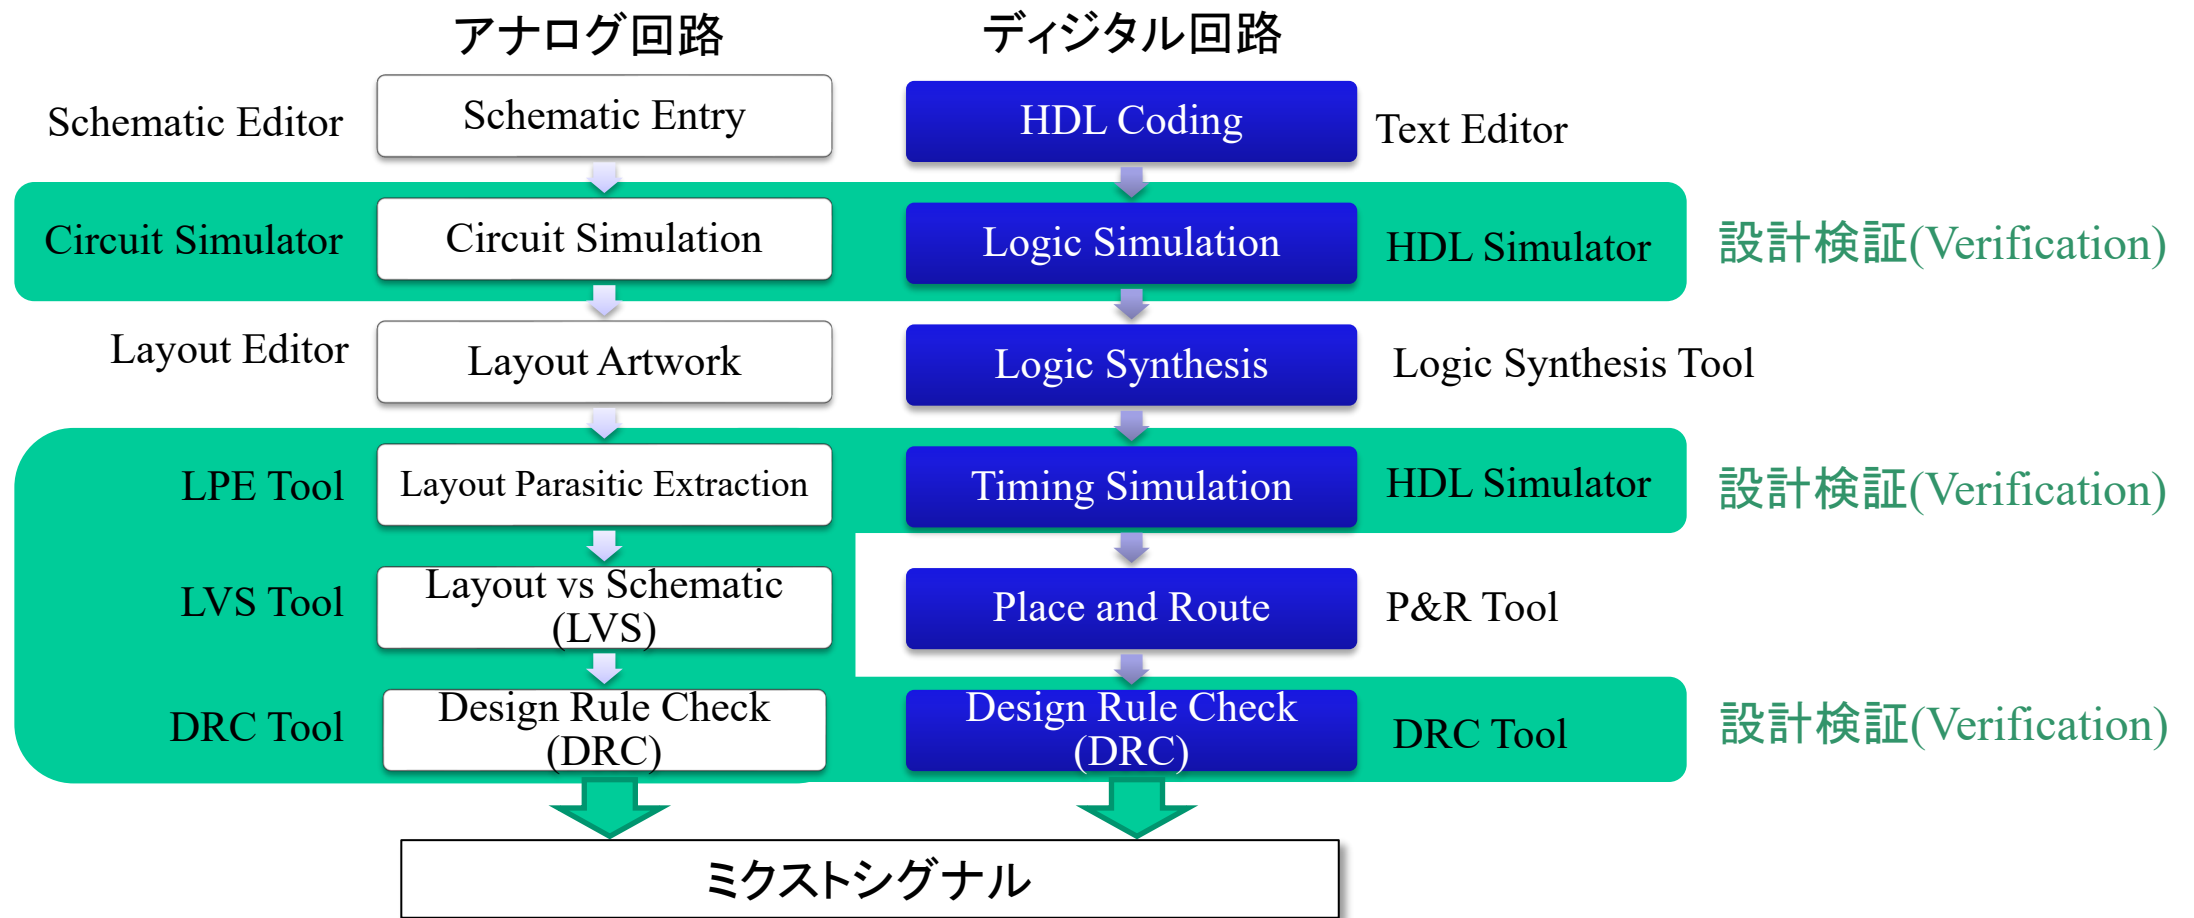 アナログ回路
ディジタル回路
Schematic Editor
Schematic Entry
HDL Coding
Text Editor
Circuit Simulator
Circuit Simulation
Logic Simulation
HDL Simulator
設計検証(Verification)
Layout Editor
Layout Artwork
Logic Synthesis
Logic Synthesis Tool
LPE Tool
Layout Parasitic Extraction
Timing Simulation
HDL Simulator
設計検証(Verification)
LVS Tool
Layout vs Schematic
(LVS)
Place and Route
P&R Tool
DRC Tool
Design Rule Check
(DRC)
Design Rule Check
(DRC)
DRC Tool
設計検証(Verification)
ミクストシグナル